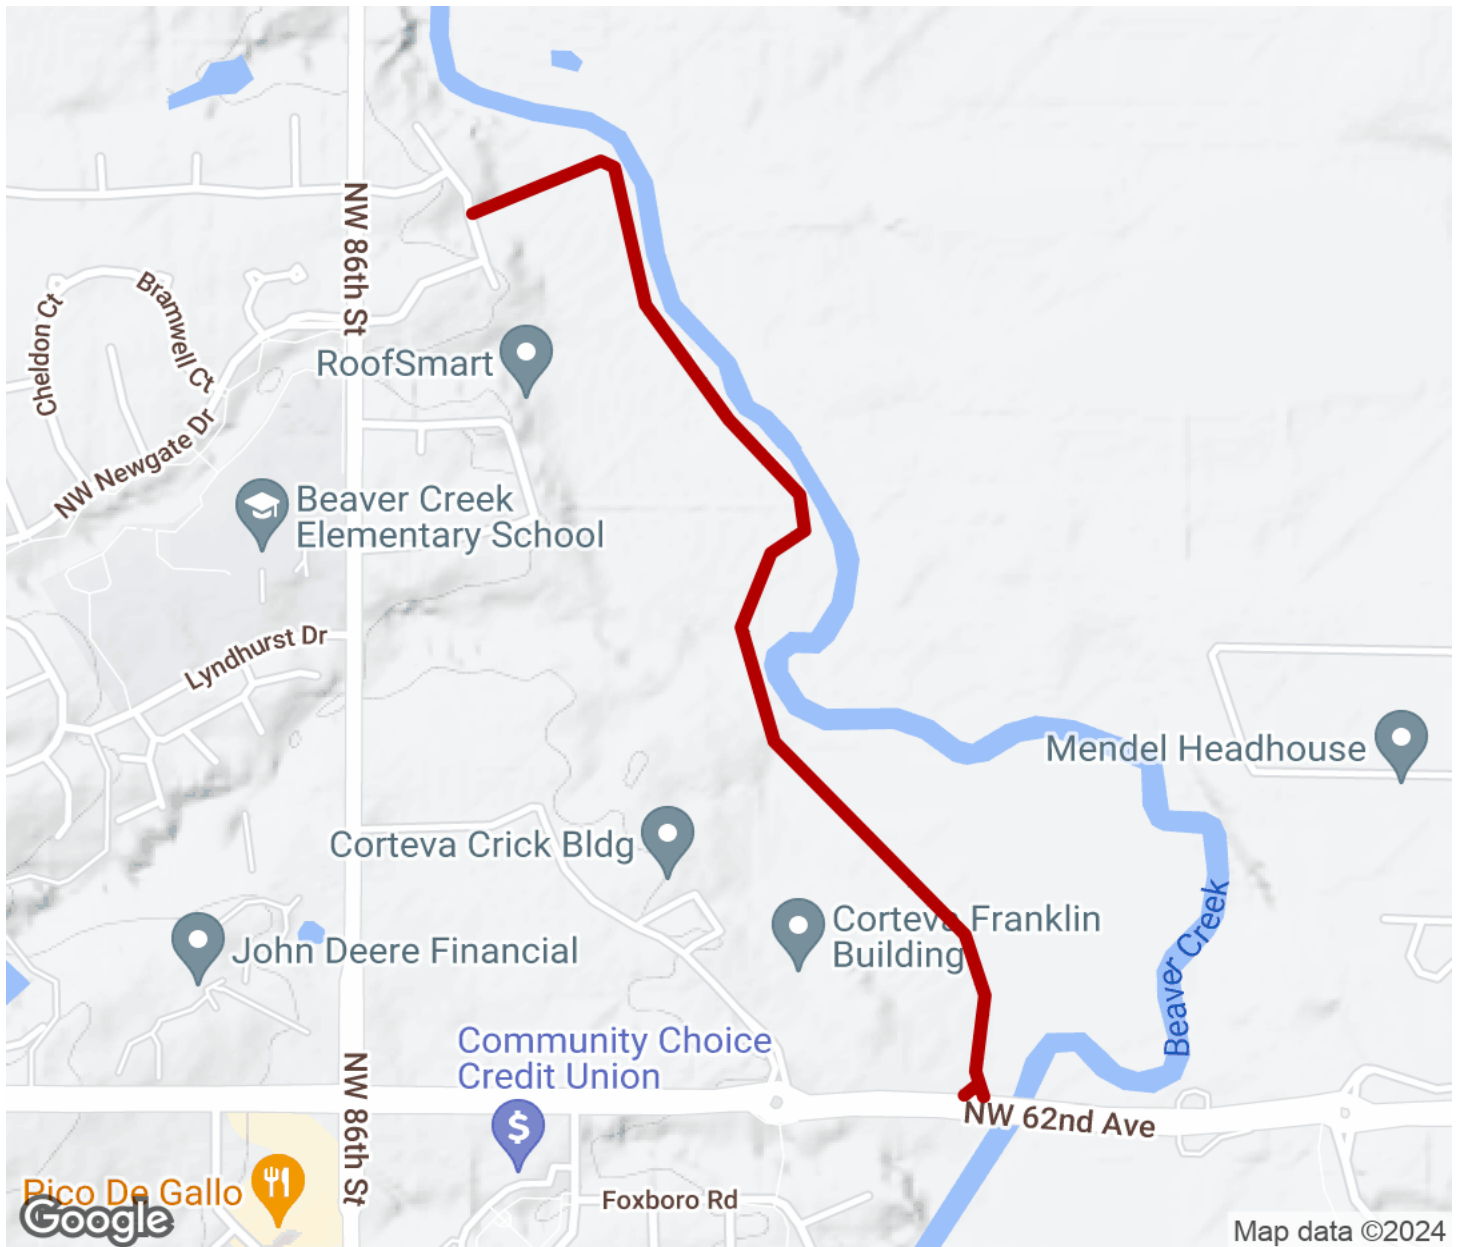 NW 86th St
Cheldon Ct
Bramwell Ct
RoofSmart
NW Newgate Dr
Beaver Creek
Elementary School
Lyndhurst Dr
Mendel Headhouse
Corteva Crick Bldg
Corteva Franklin
Building
John Deere Financial
Beaver Creek
Community Choice
Credit Union
NW 86th St
NW 62nd Ave
$
Pico De Gallo
Foxboro Rd
Google
Map data ©2024